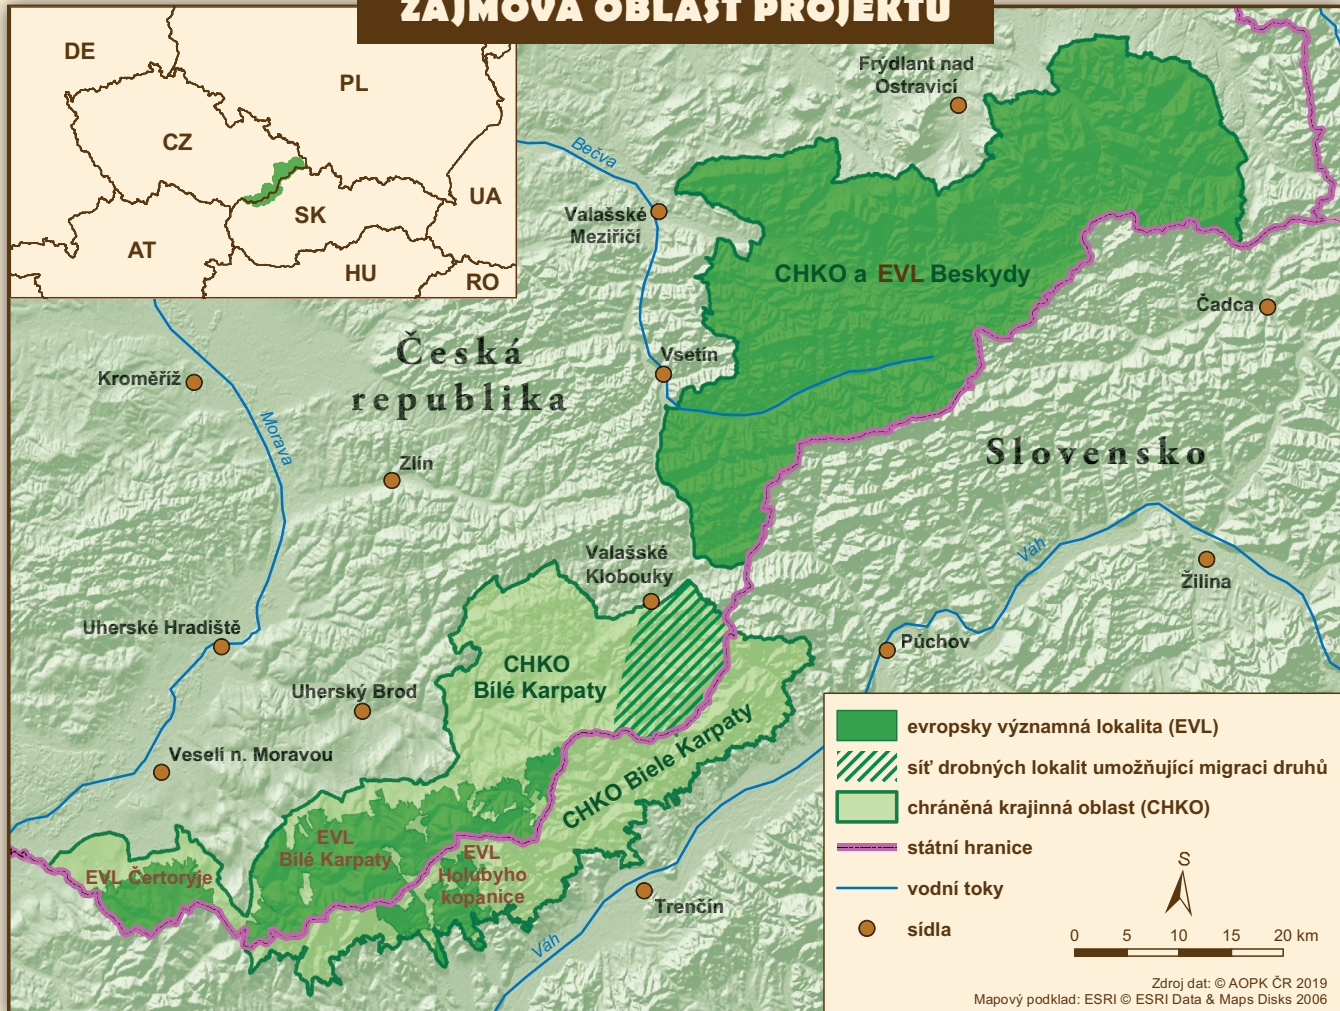 ZÁJMOVÁ OBLAST PROJEKTU
DE
PL
CZ
SK
UA
AT
HU
RO
Frýdlant nad
Ostravicí
Bečva
Valašské
Meziříčí
CHKO a EVL Beskydy
Čadca
Česká
republika
Vsetín
Kroměříž
Morava
Zlín
Slovensko
Valašské
Klobouky
Váh
Žilina
Uherské Hradiště
Púchov
CHKO
Bílé Karpaty
Uherský Brod
Veselí n. Moravou
CHKO Biele Karpaty
EVL
Bílé Karpaty
EVL
Holubyho
kopanice
EVL Čertoryje
Trenčín
Váh
evropsky významná lokalita (EVL)
síť drobných lokalit umožňující migraci druhů
chráněná krajinná oblast (CHKO)
státní hranice
vodní toky
sídla
S
0 5 10 15 20 km
Zdroj dat: © AOPK ČR 2019
Mapový podklad: ESRI © ESRI Data & Maps Disks 2006